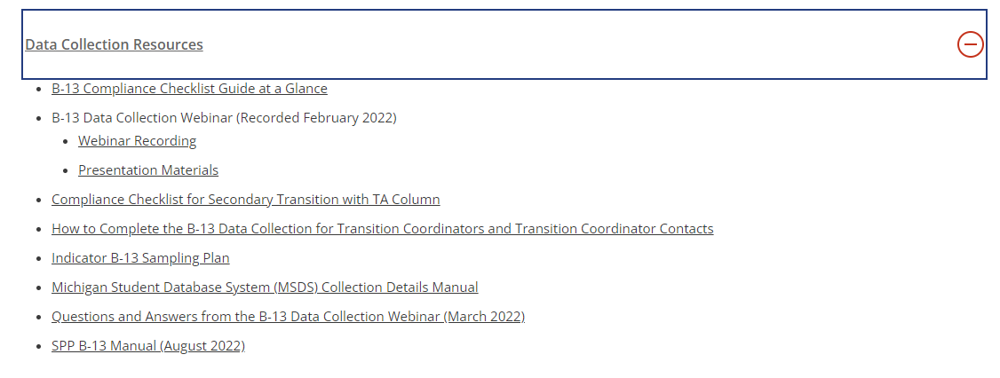 Data Collection Resources
B-13 Compliance Checklist Guide at a Glance
B-13 Data Collection Webinar (Recorded February 2022)
Webinar Recording
Presentation Materials
Compliance Checklist for Secondary Transition with TA Column
How to Complete the B-13 Data Collection for Transition Coordinators and Transition Coordinator Contacts
Indicator B-13 Sampling Plan
Michigan Student Database System (MSDS) Collection Details Manual
Questions and Answers from the B-13 Data Collection Webinar (March 2022)
SPP B-13 Manual (August 2022)